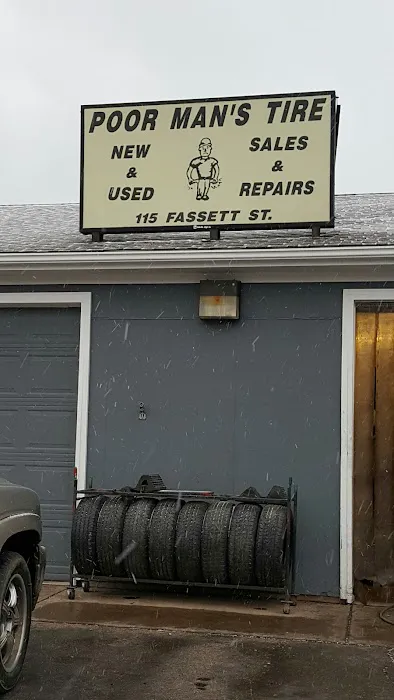 POOR MAN'S TIRE
NEW & USED
SALES & REPAIRS
115 FASSETT ST.